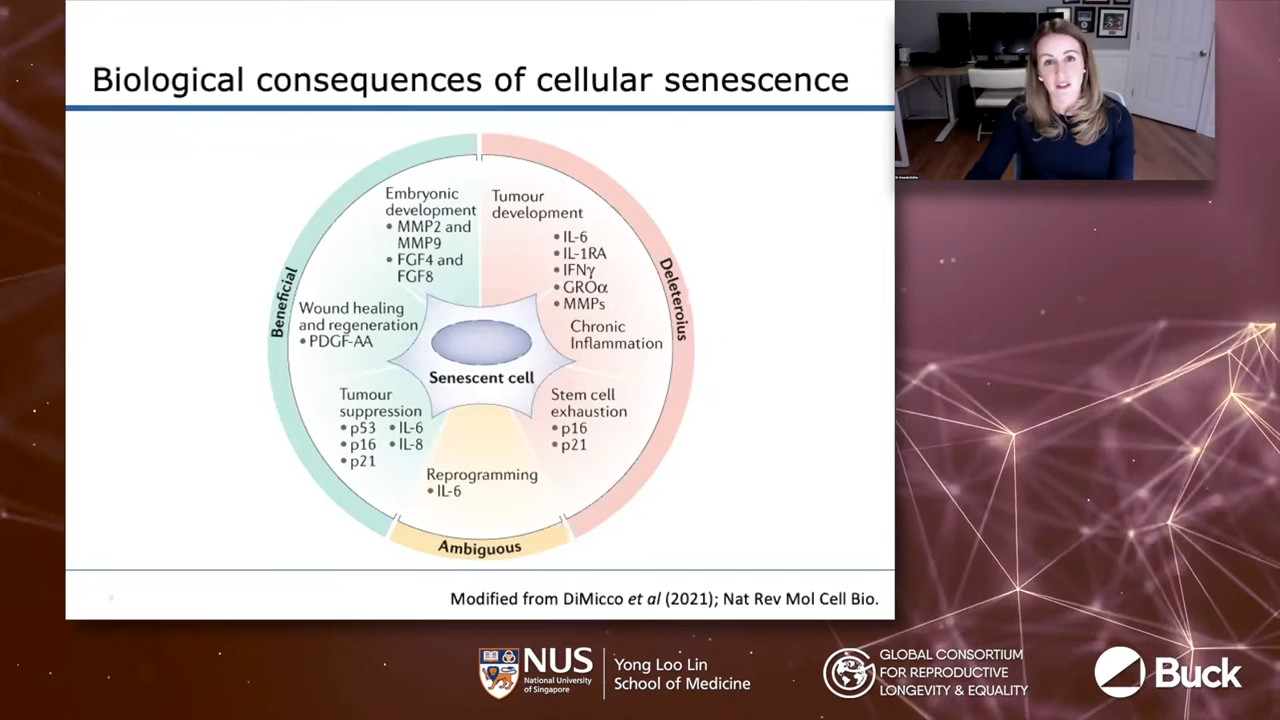 Biological consequences of cellular senescence
Embryonic
development
• MMP2 and
MMP9
• FGF4 and
FGF8
Wound healing
and regeneration
• PDGF-AA
Tumour
suppression
• p53 • IL-6
• p16 • IL-8
• p21
Beneficial
Tumour
development
• IL-6
• IL-1RA
• IFNγ
• GROα
• MMPs
Chronic
Inflammation
Stem cell
exhaustion
• p16
• p21
Deleteroius
Senescent cell
Reprogramming
• IL-6
Ambiguous
Modified from DiMicco et al (2021); Nat Rev Mol Cell Bio.
NUS
National University
of Singapore
Yong Loo Lin
School of Medicine
GLOBAL CONSORTIUM
FOR REPRODUCTIVE
LONGEVITY & EQUALITY
Buck